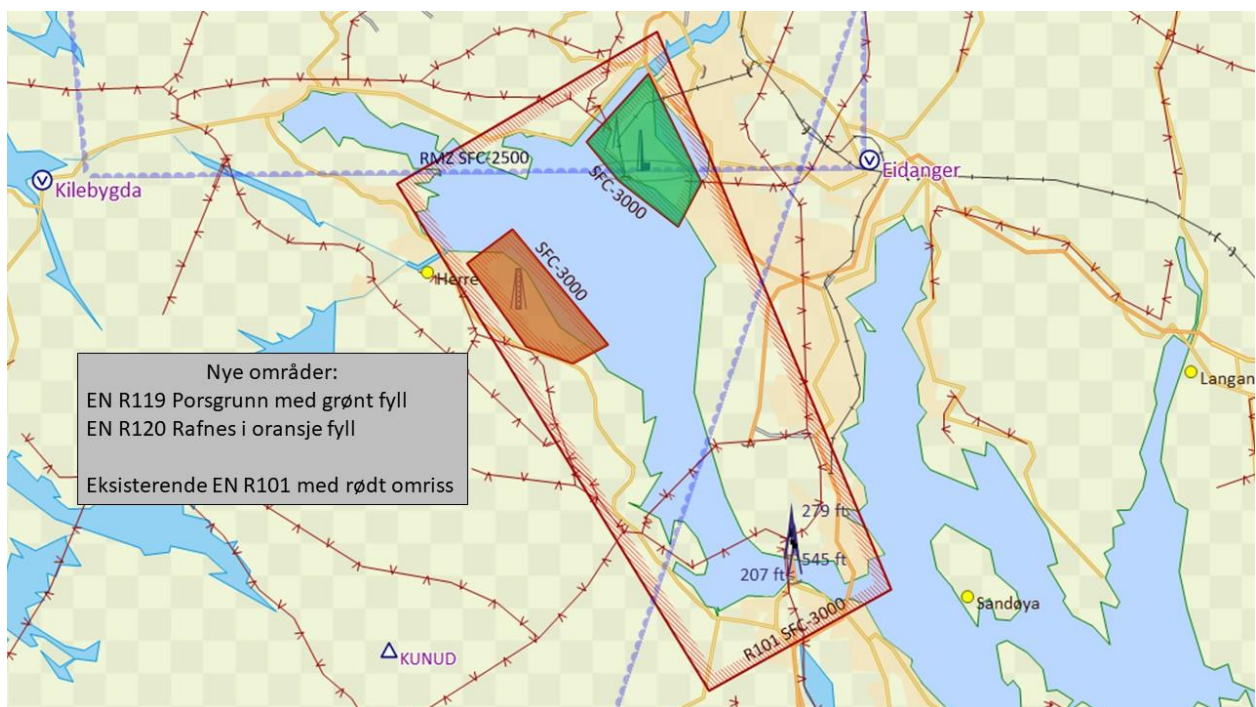 RMZ SFC-2500
Kilebygda
Eidanger
SFC-3000
SFC-3000
Herre
Nye områder:
EN R119 Porsgrunn med grønt fyll
EN R120 Rafnes i oransje fyll
Eksisterende EN R101 med rødt omriss
Langan
279 ft
545 ft
207 ft
Sandøya
R101 SFC-3000
KUNUD